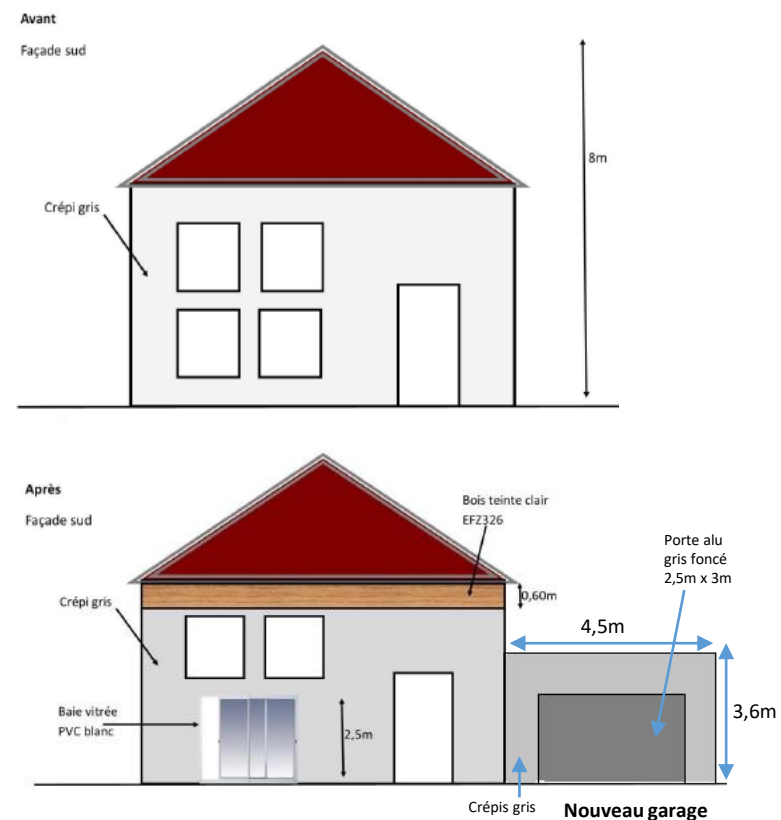 Avant
Façade sud
8m
Crépi gris
Après
Façade sud
Bois teinte clair
EFZ326
Porte alu
gris foncé
2,5m x 3m
0,60m
Crépi gris
4,5m
Baie vitrée
PVC blanc
2,5m
3,6m
Crépis gris
Nouveau garage